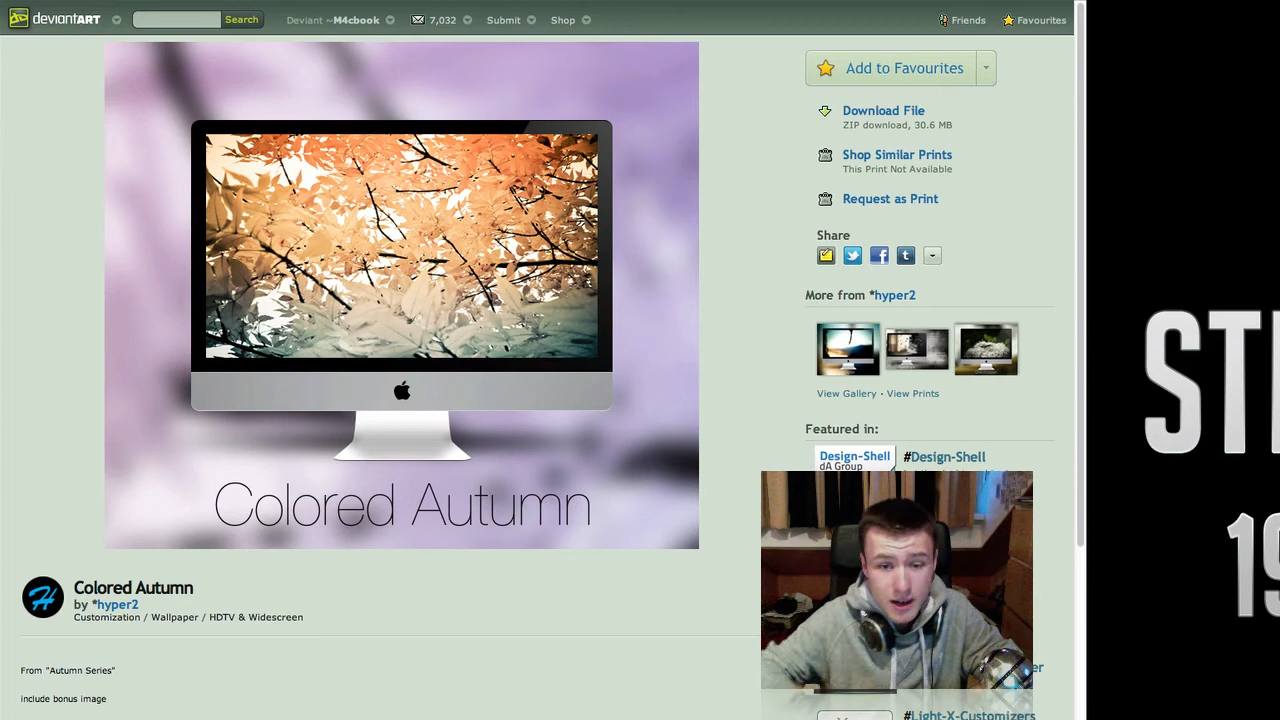 deviantART
Search
Deviant ~M4cbook
7,032
Submit
Shop
Friends
Favourites
Colored Autumn
Add to Favourites
Download File
ZIP download, 30.6 MB
Shop Similar Prints
This Print Not Available
Request as Print
Share
f
t
More from *hyper2
View Gallery · View Prints
Featured in:
Design-Shell
dA Group
#Design-Shell
#Light-X-Customizers
Colored Autumn
by *hyper2
Customization / Wallpaper / HDTV & Widescreen
From "Autumn Series"
include bonus image